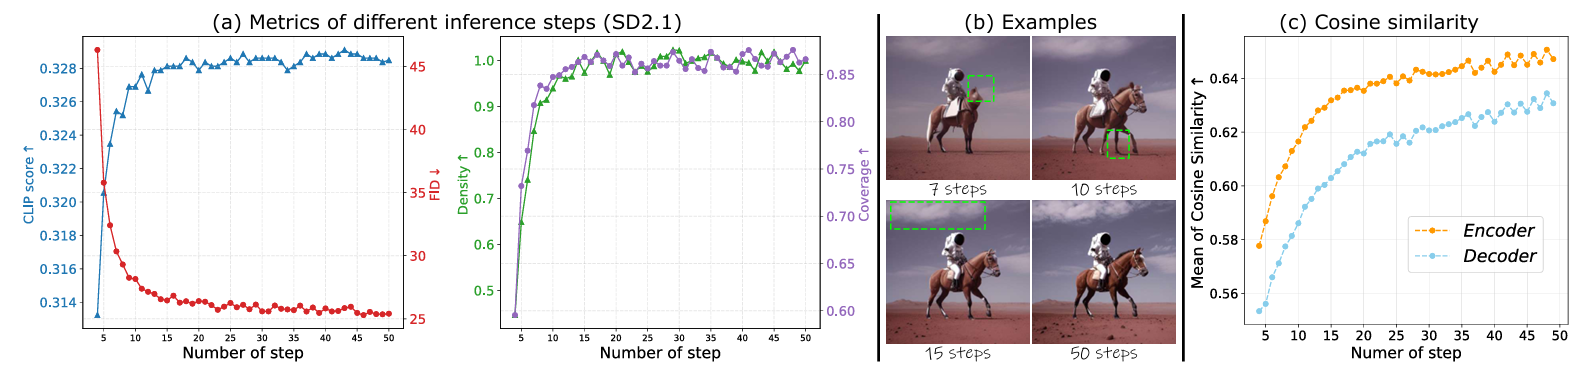 (a) Metrics of different inference steps (SD2.1)
CLIP score ↑
0.328
0.326
0.324
0.322
0.320
0.318
0.316
0.314
5 10 15 20 25 30 35 40 45 50
Number of step
45
40
35
30
25
FID ↓
Density ↑
1.0
0.9
0.8
0.7
0.6
0.5
5 10 15 20 25 30 35 40 45 50
Number of step
0.85
0.80
0.75
0.70
0.65
0.60
Coverage ↑
(b) Examples
7 steps
10 steps
15 steps
50 steps
(c) Cosine similarity
Mean of Cosine Similarity ↑
0.64
0.62
0.60
0.58
0.56
Encoder
Decoder
5 10 15 20 25 30 35 40 45 50
Numer of step